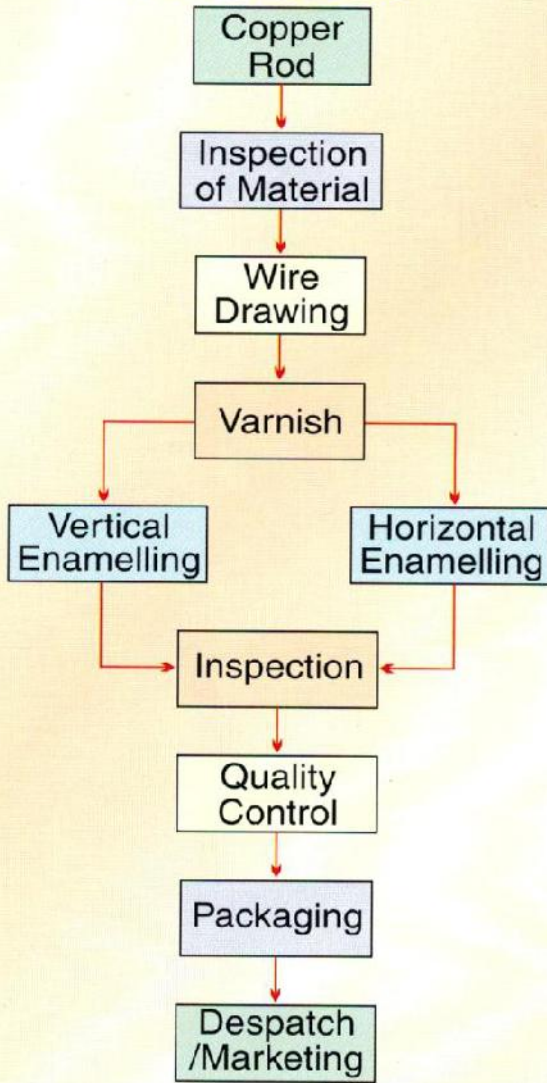 Copper
Rod
Inspection
of Material
Wire
Drawing
Varnish
Vertical
Enamelling
Horizontal
Enamelling
Inspection
Quality
Control
Packaging
Despatch
/Marketing